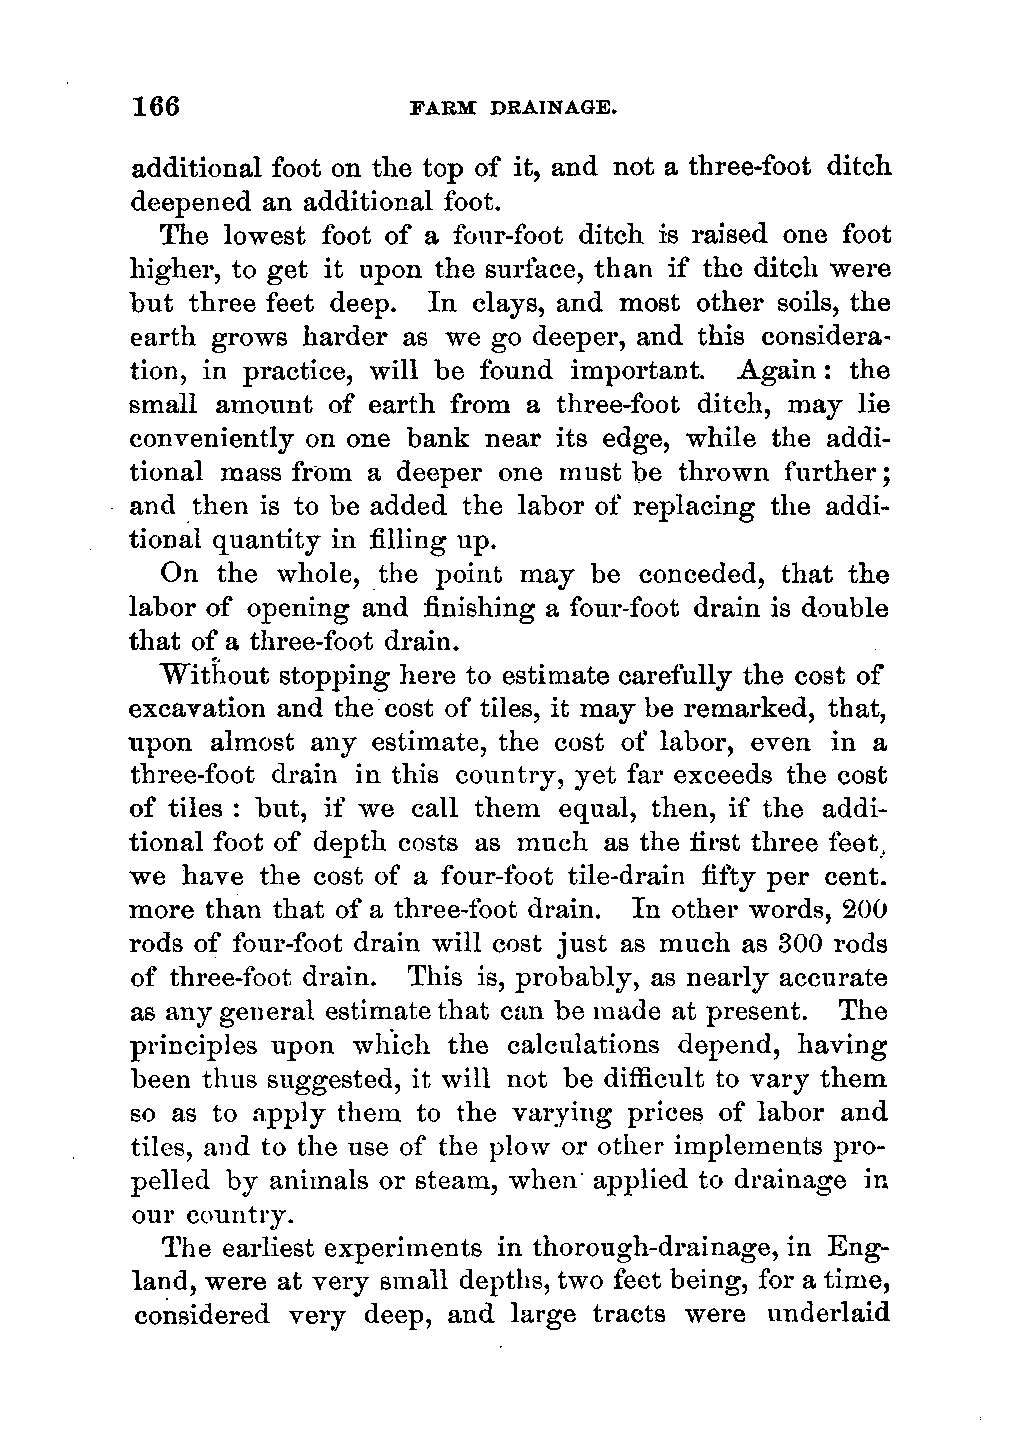 166 FARM DRAINAGE.
additional foot on the top of it, and not a three-foot ditch
deepened an additional foot.
The lowest foot of a four-foot ditch is raised one foot
higher, to get it upon the surface, than if the ditch were
but three feet deep. In clays, and most other soils, the
earth grows harder as we go deeper, and this considera-
tion, in practice, will be found important. Again: the
small amount of earth from a three-foot ditch, may lie
conveniently on one bank near its edge, while the addi-
tional mass from a deeper one must be thrown further;
and then is to be added the labor of replacing the addi-
tional quantity in filling up.
On the whole, the point may be conceded, that the
labor of opening and finishing a four-foot drain is double
that of a three-foot drain.
Without stopping here to estimate carefully the cost of
excavation and the cost of tiles, it may be remarked, that,
upon almost any estimate, the cost of labor, even in a
three-foot drain in this country, yet far exceeds the cost
of tiles : but, if we call them equal, then, if the addi-
tional foot of depth costs as much as the first three feet,
we have the cost of a four-foot tile-drain fifty per cent.
more than that of a three-foot drain. In other words, 200
rods of four-foot drain will cost just as much as 300 rods
of three-foot drain. This is, probably, as nearly accurate
as any general estimate that can be made at present. The
principles upon which the calculations depend, having
been thus suggested, it will not be difficult to vary them
so as to apply them to the varying prices of labor and
tiles, and to the use of the plow or other implements pro-
pelled by animals or steam, when applied to drainage in
our country.
The earliest experiments in thorough-drainage, in Eng-
land, were at very small depths, two feet being, for a time,
considered very deep, and large tracts were underlaid